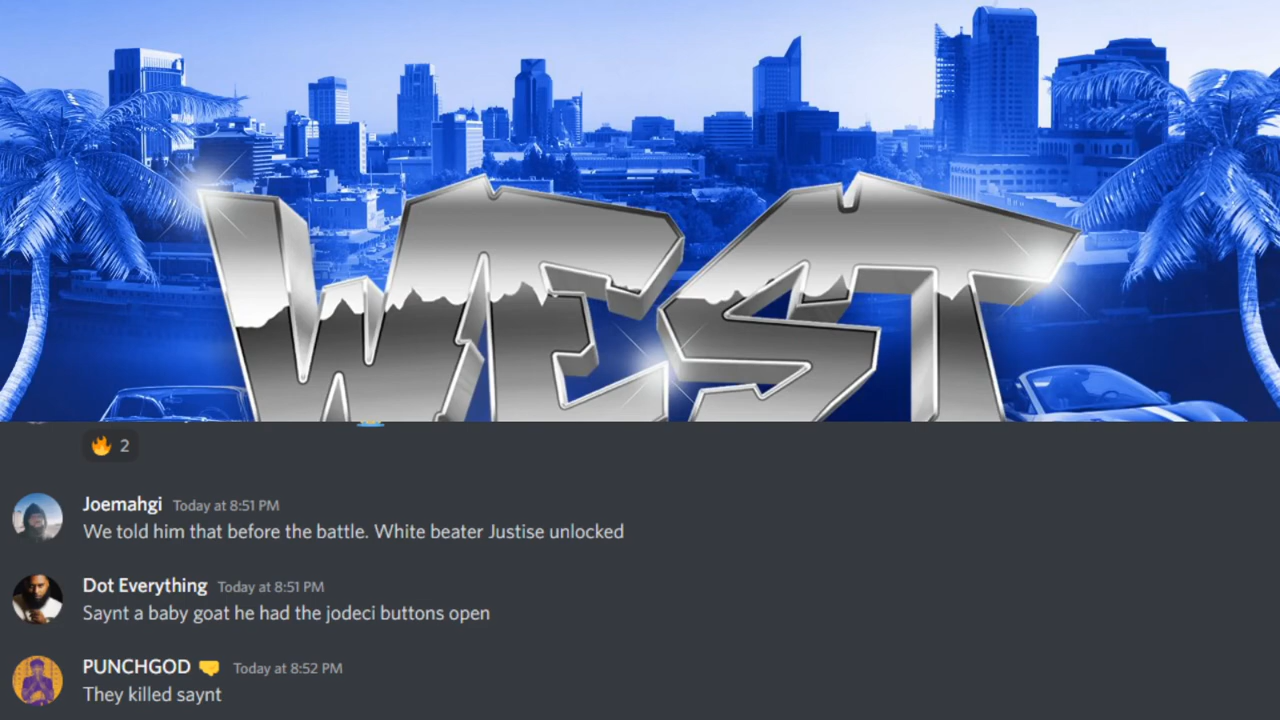 WEST
2
Joemahgi Today at 8:51 PM
We told him that before the battle. White beater Justise unlocked
Dot Everything Today at 8:51 PM
Saynt a baby goat he had the jodeci buttons open
PUNCHGOD Today at 8:52 PM
They killed saynt